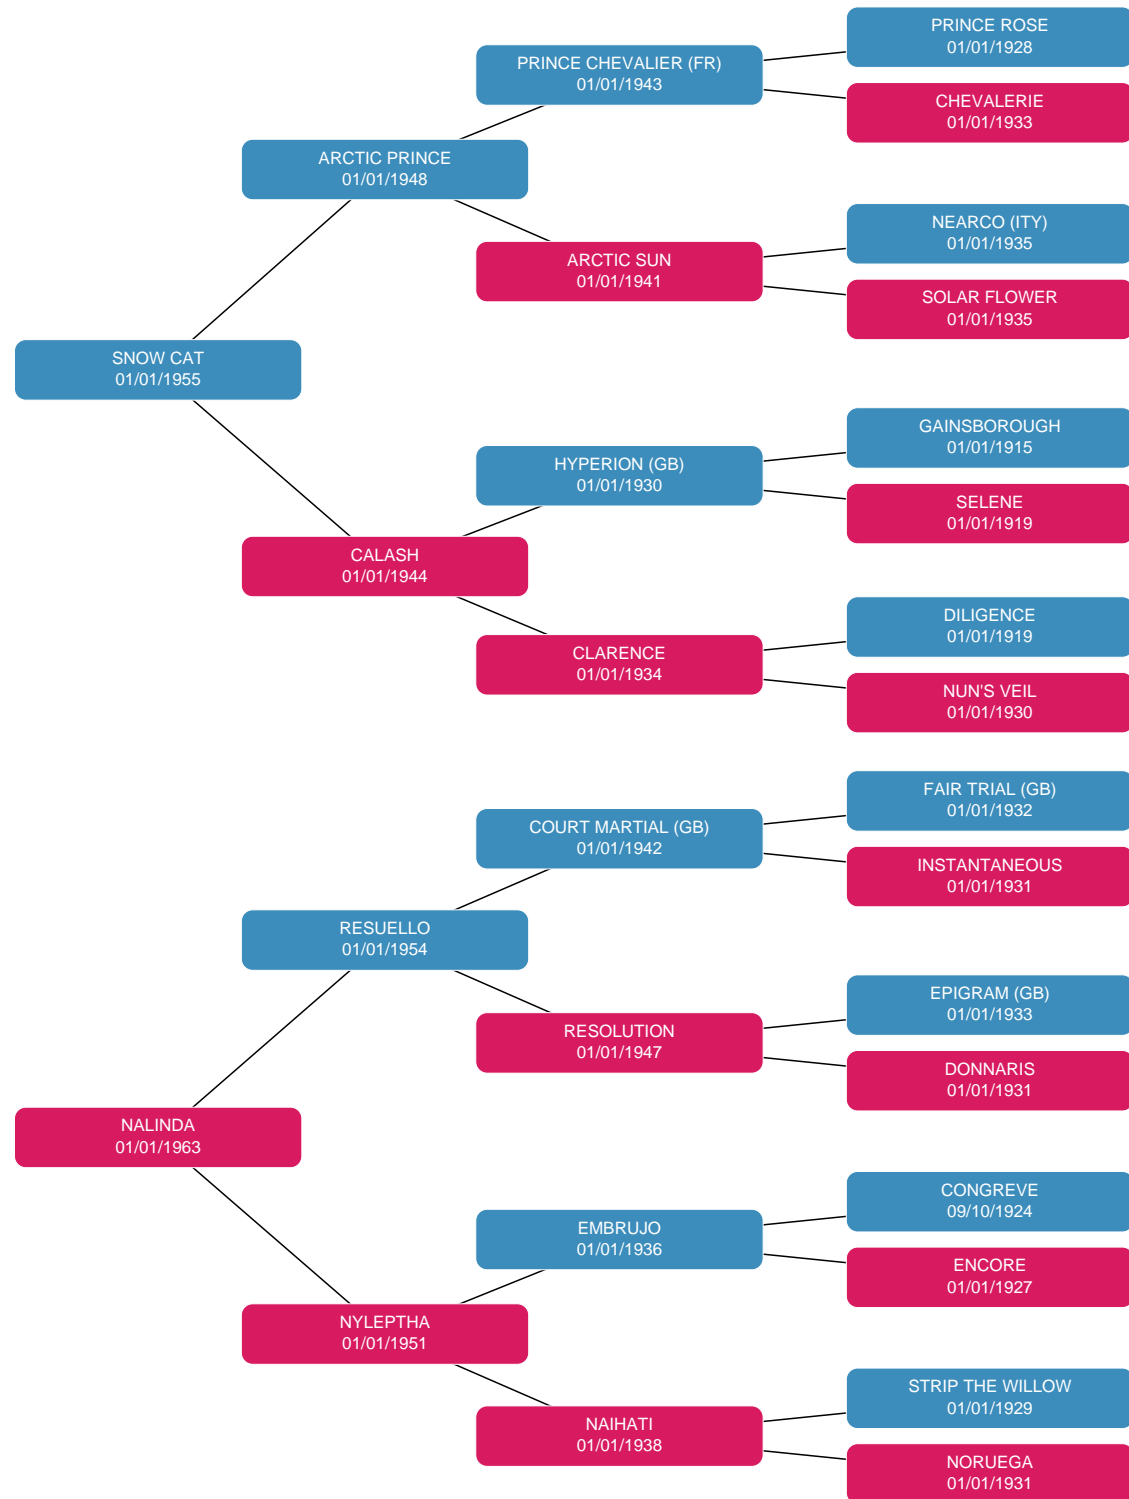 PRINCE ROSE
01/01/1928
PRINCE CHEVALIER (FR)
01/01/1943
CHEVALERIE
01/01/1933
ARCTIC PRINCE
01/01/1948
NEARCO (ITY)
01/01/1935
ARCTIC SUN
01/01/1941
SOLAR FLOWER
01/01/1935
SNOW CAT
01/01/1955
GAINSBOROUGH
01/01/1915
HYPERION (GB)
01/01/1930
SELENE
01/01/1919
CALASH
01/01/1944
DILIGENCE
01/01/1919
CLARENCE
01/01/1934
NUN'S VEIL
01/01/1930
FAIR TRIAL (GB)
01/01/1932
COURT MARTIAL (GB)
01/01/1942
INSTANTANEOUS
01/01/1931
RESUELLO
01/01/1954
EPIGRAM (GB)
01/01/1933
RESOLUTION
01/01/1947
DONNARIS
01/01/1931
NALINDA
01/01/1963
CONGREVE
09/10/1924
EMBRUJO
01/01/1936
ENCORE
01/01/1927
NYLEPTHA
01/01/1951
STRIP THE WILLOW
01/01/1929
NAIHATI
01/01/1938
NORUEGA
01/01/1931